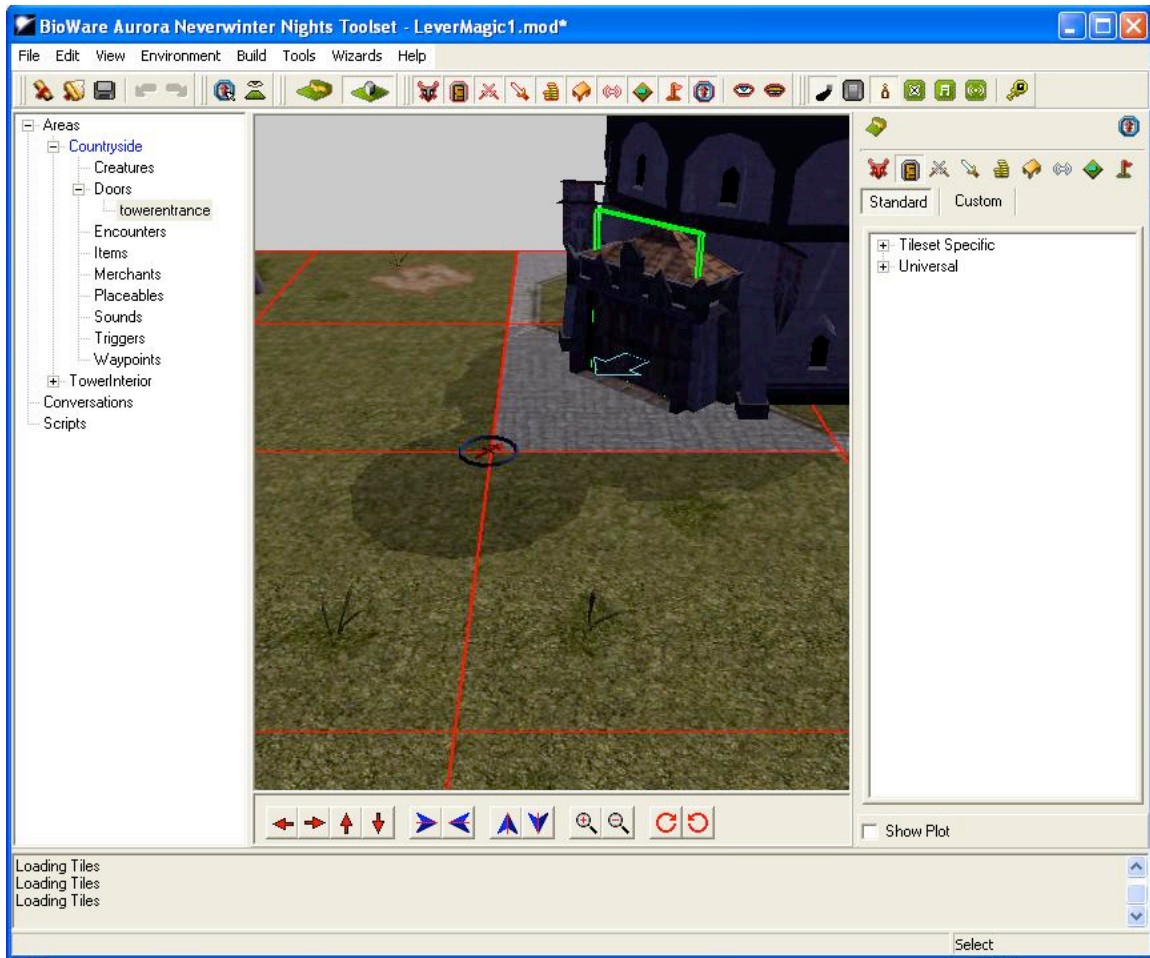 BioWare Aurora Neverwinter Nights Toolset - LeverMagic1.mod*
File Edit View Environment Build Tools Wizards Help
Areas
Countryside
Creatures
Doors
towerentrance
Encounters
Items
Merchants
Placeables
Sounds
Triggers
Waypoints
TowerInterior
Conversations
Scripts
Standard Custom
Tileset Specific
Universal
Show Plot
Loading Tiles
Loading Tiles
Loading Tiles
Select